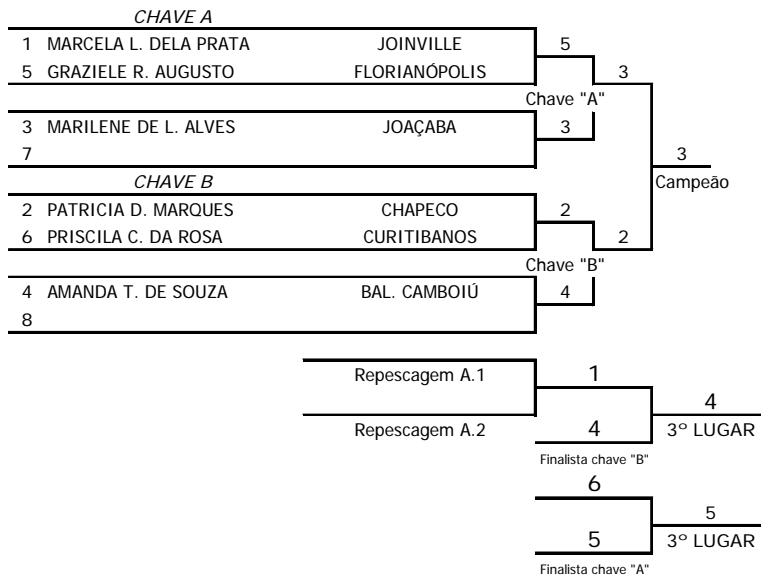 CHAVE A
1 MARCELA L. DELA PRATA JOINVILLE 5
5 GRAZIELE R. AUGUSTO FLORIANÓPOLIS 3
Chave "A"
3 MARILENE DE L. ALVES JOAÇABA 3
7
3
CHAVE B
Campeão
2 PATRICIA D. MARQUES CHAPECO 2
6 PRISCILA C. DA ROSA CURITIBANOS 2
Chave "B"
4 AMANDA T. DE SOUZA BAL. CAMBOIÚ 4
8
Repescagem A.1 1
4
Repescagem A.2 4 3º LUGAR
Finalista chave "B"
6
5
5 3º LUGAR
Finalista chave "A"